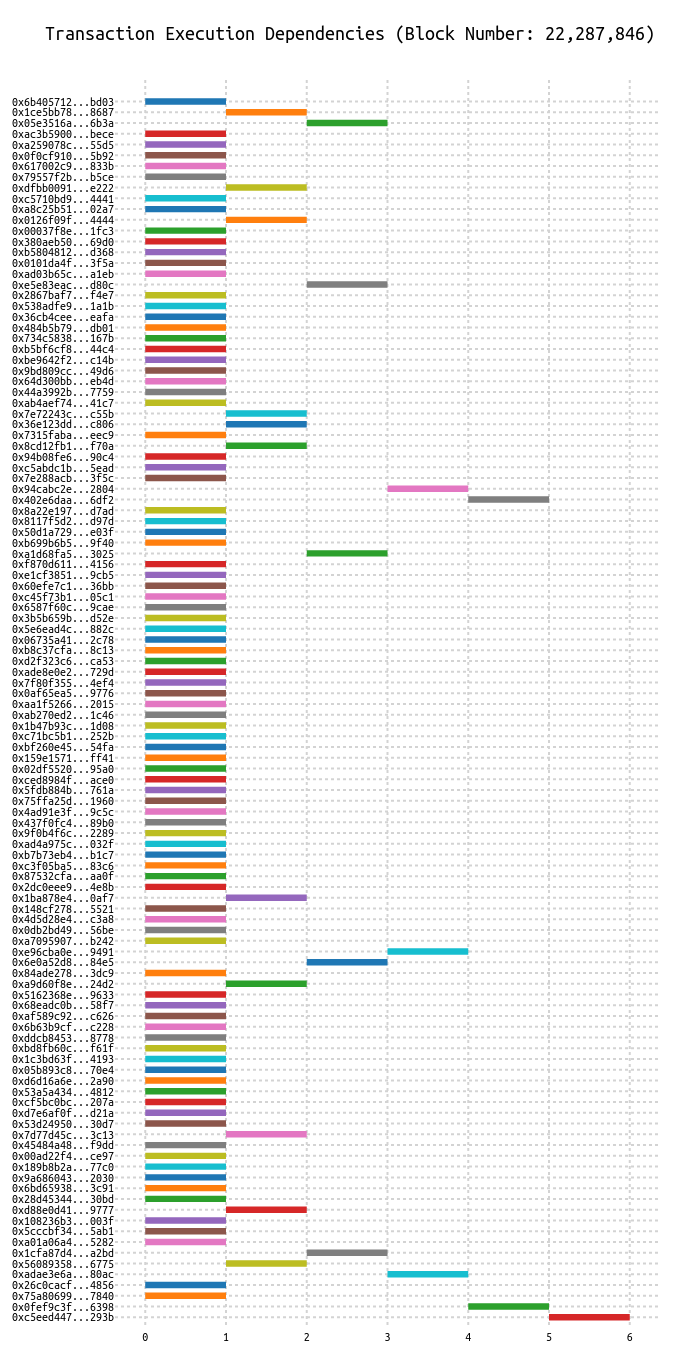 Transaction Execution Dependencies (Block Number: 22,287,846)
0x6b405712...bd03
0x1ce5bb78...8687
0x05e3516a...6b3a
0xac3b5900...bece
0xa259078c...55d5
0x0f0cf910...5b92
0x617002c9...833b
0x79557f2b...b5ce
0xdfbb0091...e222
0xc5710bd9...4441
0xa8c25b51...02a7
0x0126f09f...4444
0x00037f8e...1fc3
0x380aeb50...69d0
0xb5804812...d368
0x0101da4f...3f5a
0xad03b65c...a1eb
0xe5e83eac...d80c
0x2867baf7...f4e7
0x538adfe9...1a1b
0x36cb4cee...eafa
0x484b5b79...db01
0x734c5838...167b
0xb5bf6cf8...44c4
0xbe9642f2...c14b
0x9bd809cc...49d6
0x64d300bb...eb4d
0x44a3992b...7759
0xab4aef74...41c7
0x7e72243c...c55b
0x36e123dd...c806
0x7315faba...eec9
0x8cd12fb1...f70a
0x94b08fe6...90c4
0xc5abdc1b...5ead
0x7e288acb...3f5c
0x94cabc2e...2804
0x402e6daa...6df2
0x8a22e197...d7ad
0x8117f5d2...d97d
0x50d1a729...e03f
0xb699b6b5...9f40
0xa1d68fa5...3025
0xf870d611...4156
0xe1cf3851...9cb5
0x60efe7c1...36bb
0xc45f73b1...05c1
0x6587f60c...9cae
0x3b5b659b...d52e
0x5e6ead4c...882c
0x06735a41...2c78
0xb8c37cfa...8c13
0xd2f323c6...ca53
0xade8e0e2...729d
0x7f80f355...4ef4
0x0af65ea5...9776
0xaa1f5266...2015
0xab270ed2...1c46
0x1b47b93c...1d08
0xc71bc5b1...252b
0xbf260e45...54fa
0x159e1571...ff41
0x02df5520...95a0
0xced8984f...ace0
0x5fdb884b...761a
0x75ffa25d...1960
0x4ad91e3f...9c5c
0x437f0fc4...89b0
0x9f0b4f6c...2289
0xad4a975c...032f
0xb7b73eb4...b1c7
0xc3f05ba5...83c6
0x87532cfa...aa0f
0x2dc0eee9...4e8b
0x1ba878e4...0af7
0x148cf278...5521
0x4d5d28e4...c3a8
0x0db2bd49...56be
0xa7095907...b242
0xe96cba0e...9491
0x6e0a52d8...84e5
0x84ade278...3dc9
0xa9d60f8e...24d2
0x5162368e...9633
0x68eadc0b...58f7
0xaf589c92...c626
0x6b63b9cf...c228
0xddcb8453...8778
0xbd8fb60c...f61f
0x1c3bd63f...4193
0x05b893c8...70e4
0xd6d16a6e...2a90
0x53a5a434...4812
0xcf5bc0bc...207a
0xd7e6af0f...d21a
0x53d24950...30d7
0x7d77d45c...3c13
0x45484a48...f9dd
0x00ad22f4...ce97
0x189b8b2a...77c0
0x9a686043...2030
0x6bd65938...3c91
0x28d45344...30bd
0xd88e0d41...9777
0x108236b3...003f
0x5cccbf34...5ab1
0xa01a06a4...5282
0x1cfa87d4...a2bd
0x56089358...6775
0xadae3e6a...80ac
0x26c0cacf...4856
0x75a80699...7840
0x0fef9c3f...6398
0xc5eed447...293b
0 1 2 3 4 5 6